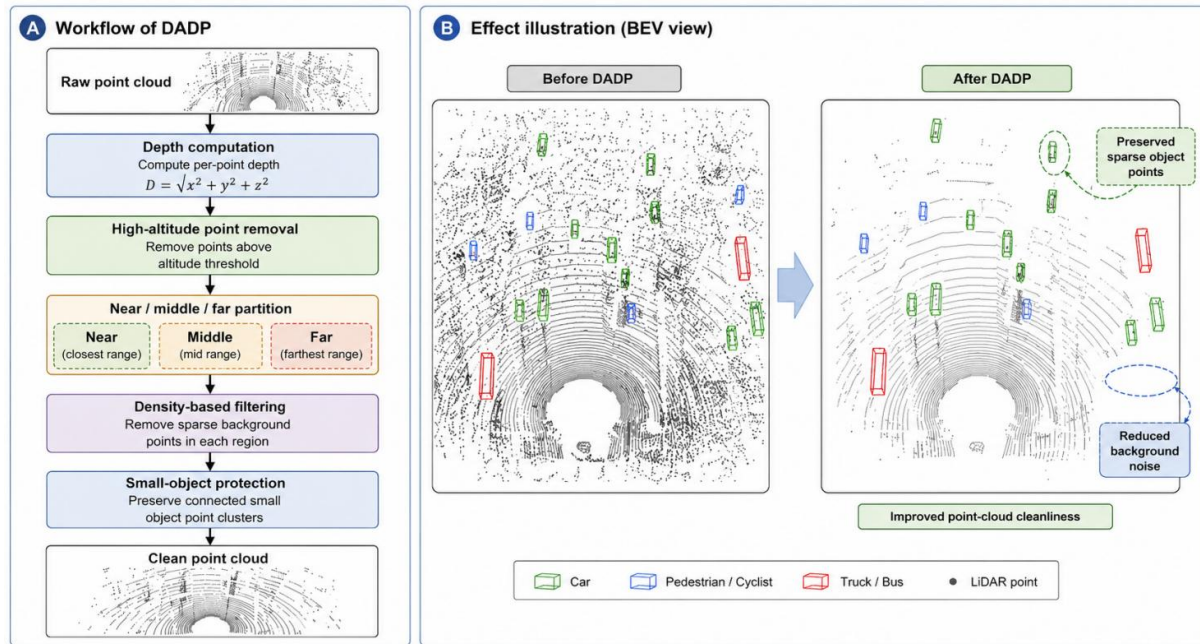 A Workflow of DADP
Raw point cloud
Depth computation
Compute per-point depth
D = √x² + y² + z²
High-altitude point removal
Remove points above
altitude threshold
Near / middle / far partition
Near
(closest range)
Middle
(mid range)
Far
(farthest range)
Density-based filtering
Remove sparse background
points in each region
Small-object protection
Preserve connected small
object point clusters
Clean point cloud
B Effect illustration (BEV view)
Before DADP
After DADP
Preserved
sparse object
points
Reduced
background
noise
Improved point-cloud cleanliness
Car
Pedestrian / Cyclist
Truck / Bus
LiDAR point